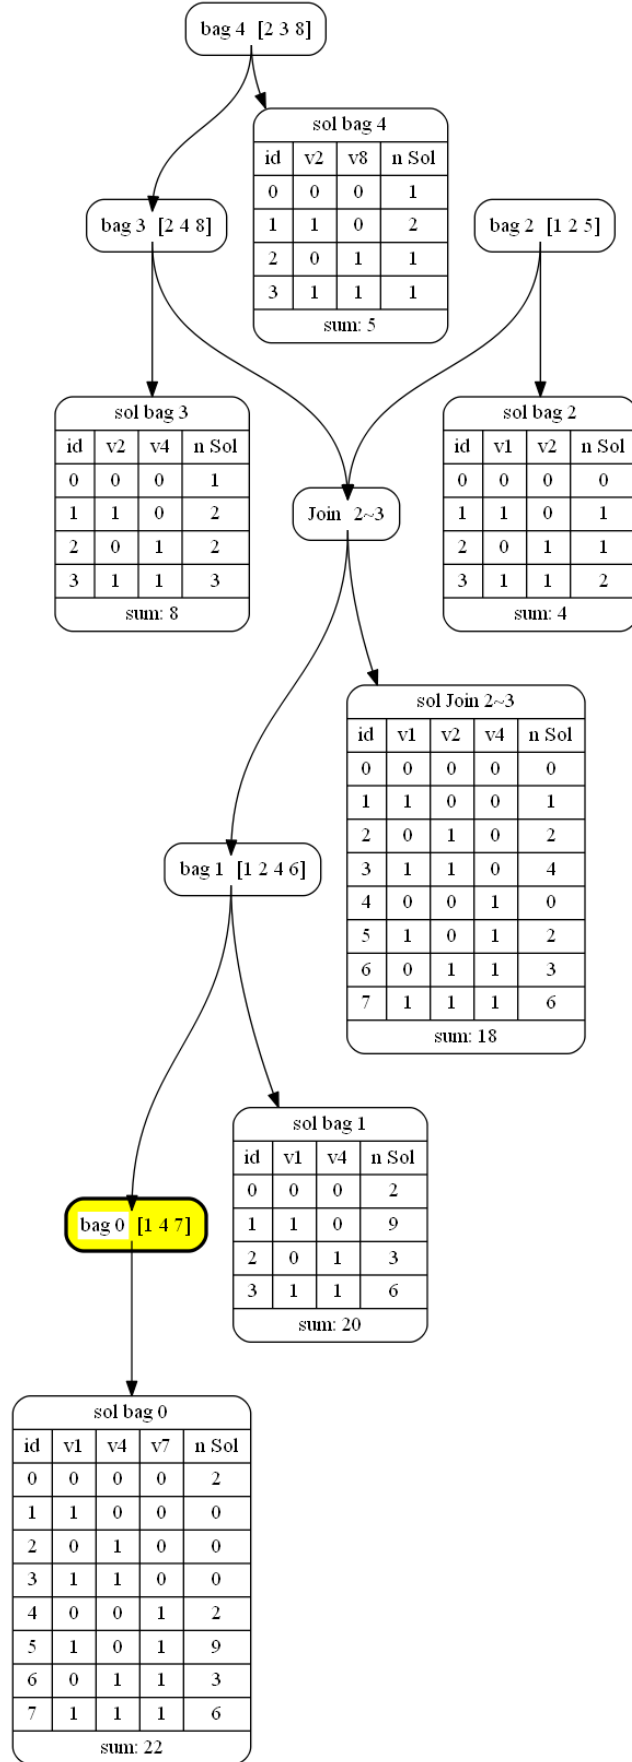 bag 4 [2 3 8]
sol bag 4
id v2 v8 n Sol
0 0 0 1
1 1 0 2
2 0 1 1
3 1 1 1
sum: 5
bag 3 [2 4 8]
bag 2 [1 2 5]
sol bag 3
id v2 v4 n Sol
0 0 0 1
1 1 0 2
2 0 1 2
3 1 1 3
sum: 8
sol bag 2
id v1 v2 n Sol
0 0 0 0
1 1 0 1
2 0 1 1
3 1 1 2
sum: 4
Join 2~3
sol Join 2~3
id v1 v2 v4 n Sol
0 0 0 0 0
1 1 0 0 1
2 0 1 0 2
3 1 1 0 4
4 0 0 1 0
5 1 0 1 2
6 0 1 1 3
7 1 1 1 6
sum: 18
bag 1 [1 2 4 6]
sol bag 1
id v1 v4 n Sol
0 0 0 2
1 1 0 9
2 0 1 3
3 1 1 6
sum: 20
bag 0 [1 4 7]
sol bag 0
id v1 v4 v7 n Sol
0 0 0 0 2
1 1 0 0 0
2 0 1 0 0
3 1 1 0 0
4 0 0 1 2
5 1 0 1 9
6 0 1 1 3
7 1 1 1 6
sum: 22